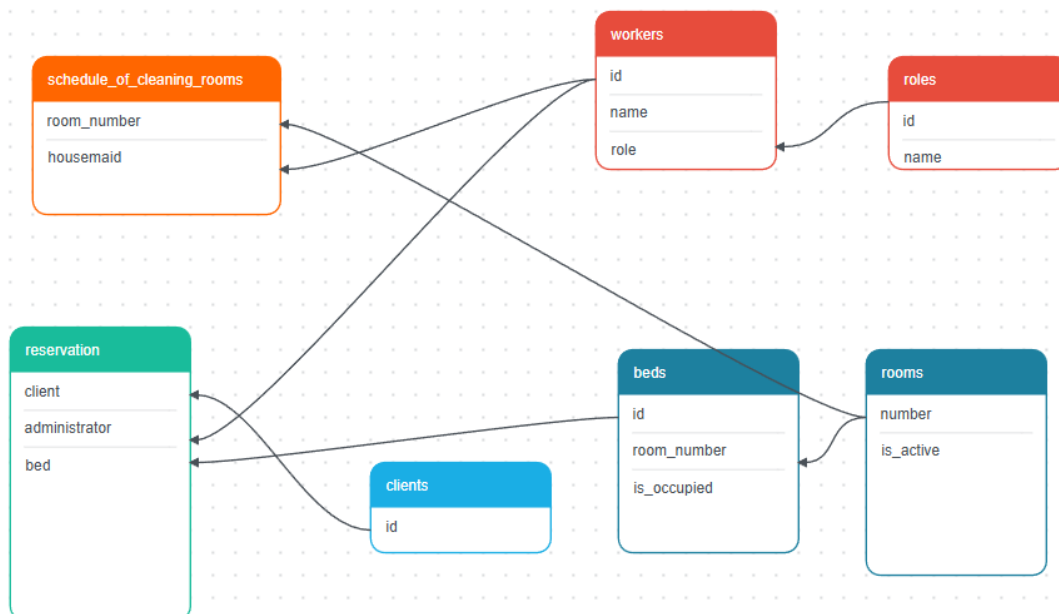 workers
id
name
role
schedule_of_cleaning_rooms
room_number
housemaid
roles
id
name
reservation
client
administrator
bed
beds
id
room_number
is_occupied
rooms
number
is_active
clients
id